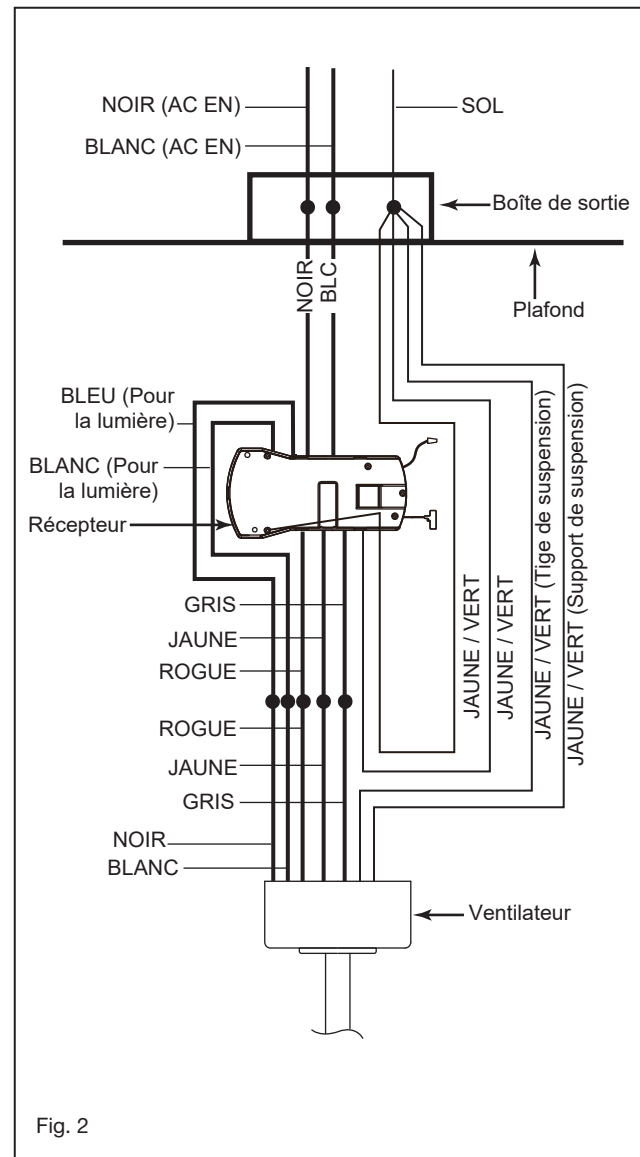 NOIR (AC EN)
SOL
BLANC (AC EN)
Boîte de sortie
NOIR
BLC
Plafond
BLEU (Pour
la lumière)
BLANC (Pour
la lumière)
Récepteur
JAUNE / VERT
JAUNE / VERT
JAUNE / VERT (Tige de suspension)
JAUNE / VERT (Support de suspension)
GRIS
JAUNE
ROGUE
ROGUE
JAUNE
GRIS
NOIR
BLANC
Ventilateur
Fig. 2